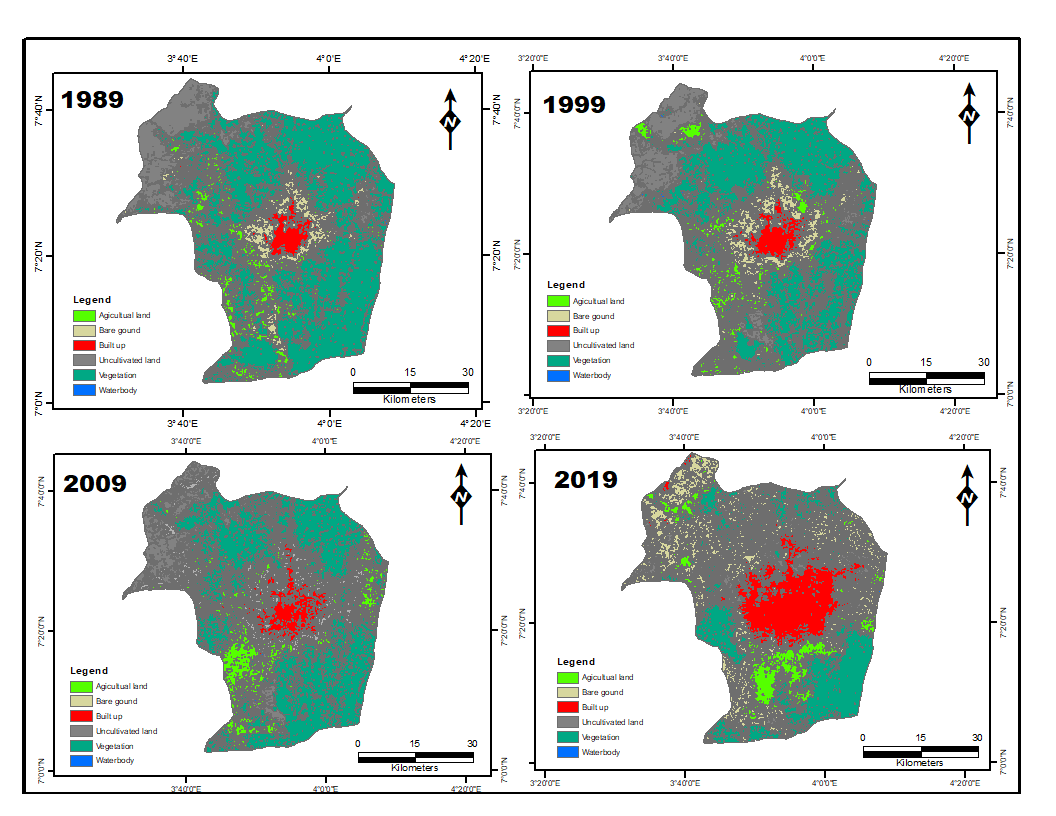 3°40'0"E 4°0'E 4°20'0"E
3°20'0"E 3°40'0"E 4°0'0"E 4°20'0"E
1989
N
7°40'N
7°40'N
7°20'N
7°20'N
7°0'N
Legend
Agicultual land
Bare gound
Built up
Uncultivated land
Vegetation
Waterbody
0 15 30
Kilometers
3°40'0"E 4°0'E 4°20'0"E
1999
N
7°40'0"N
7°40'0"N
7°20'0"N
7°20'0"N
7°0'0"N
Legend
Agicultual land
Bare gound
Built up
Uncultivated land
Vegetation
Waterbody
0 15 30
Kilometers
3°20'0"E 3°40'0"E 4°0'0"E 4°20'0"E
3°40'0"E 4°0'0"E 4°20'0"E
2009
N
7°40'0"N
7°40'0"N
7°20'0"N
7°20'0"N
7°0'0"N
7°0'0"N
Legend
Agicultual land
Bare gound
Built up
Uncultivated land
Vegetation
Waterbody
0 15 30
Kilometers
3°40'0"E 4°0'0"E 4°20'0"E
3°20'0"E 3°40'0"E 4°0'0"E 4°20'0"E
2019
N
7°40'0"N
7°40'0"N
7°20'0"N
7°20'0"N
7°0'0"N
Legend
Agicultual land
Bare gound
Built up
Uncultivated land
Vegetation
Waterbody
0 15 30
Kilometers
3°20'0"E 3°40'0"E 4°0'0"E 4°20'0"E